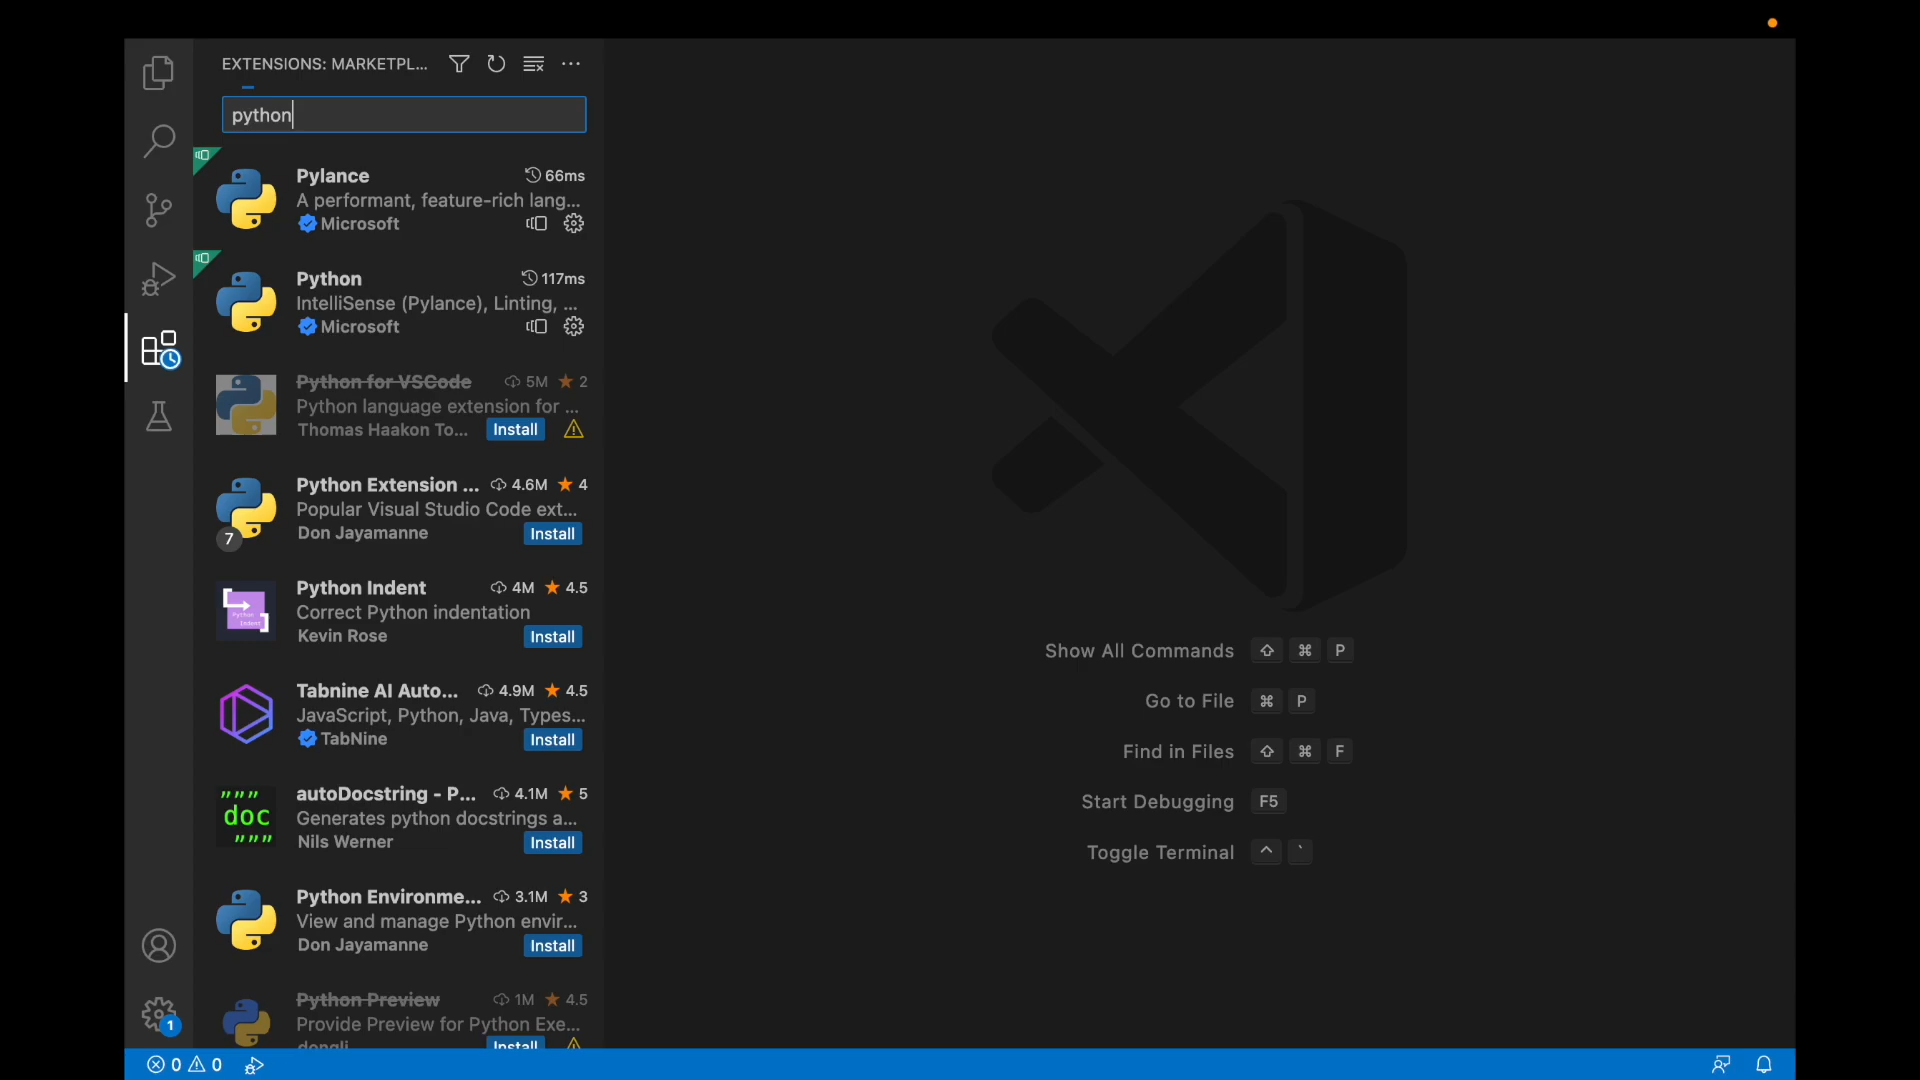 EXTENSIONS: MARKETPL...
python
Pylance 66ms
A performant, feature-rich lang...
Microsoft
Python 117ms
IntelliSense (Pylance), Linting, ...
Microsoft
Python for VSCode 5M 2
Python language extension for ...
Thomas Haakon To... Install
Python Extension ... 4.6M 4
Popular Visual Studio Code ext...
7 Don Jayamanne Install
Python Indent 4M 4.5
Correct Python indentation
Kevin Rose Install
Python Indent
Tabnine AI Auto... 4.9M 4.5
JavaScript, Python, Java, Types...
TabNine Install
autoDocstring - P... 4.1M 5
"""
doc
"""
Generates python docstrings a...
Nils Werner Install
Python Environme... 3.1M 3
View and manage Python envir...
Don Jayamanne Install
Python Preview 1M 4.5
Provide Preview for Python Exe...
dongli Install
Show All Commands ⇧ ⌘ P
Go to File ⌘ P
Find in Files ⇧ ⌘ F
Start Debugging F5
Toggle Terminal ^ `
1
0 0